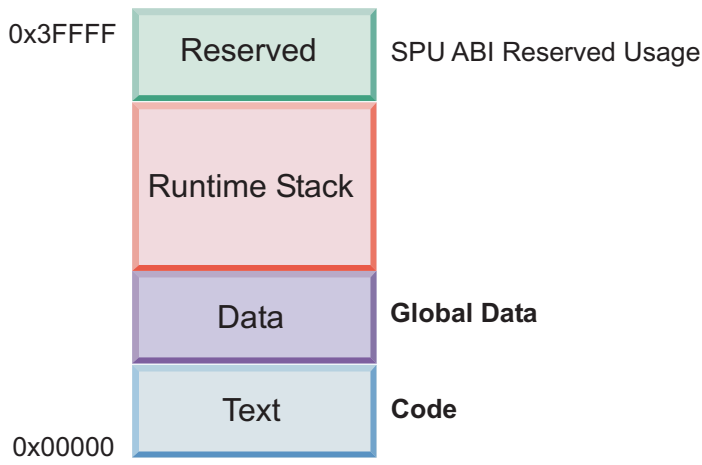 0x3FFFF
Reserved
SPU ABI Reserved Usage
Runtime Stack
Data
Global Data
Text
Code
0x00000